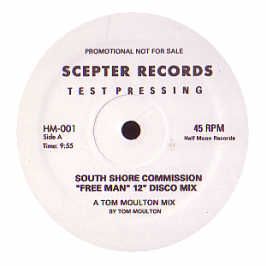 PROMOTIONAL NOT FOR SALE
SCEPTER RECORDS
TEST PRESSING
HM-001 45 RPM
Side A Half Moon Records
Time: 9:55
SOUTH SHORE COMMISSION
"FREE MAN" 12" DISCO MIX
A TOM MOULTON MIX
BY TOM MOULTON